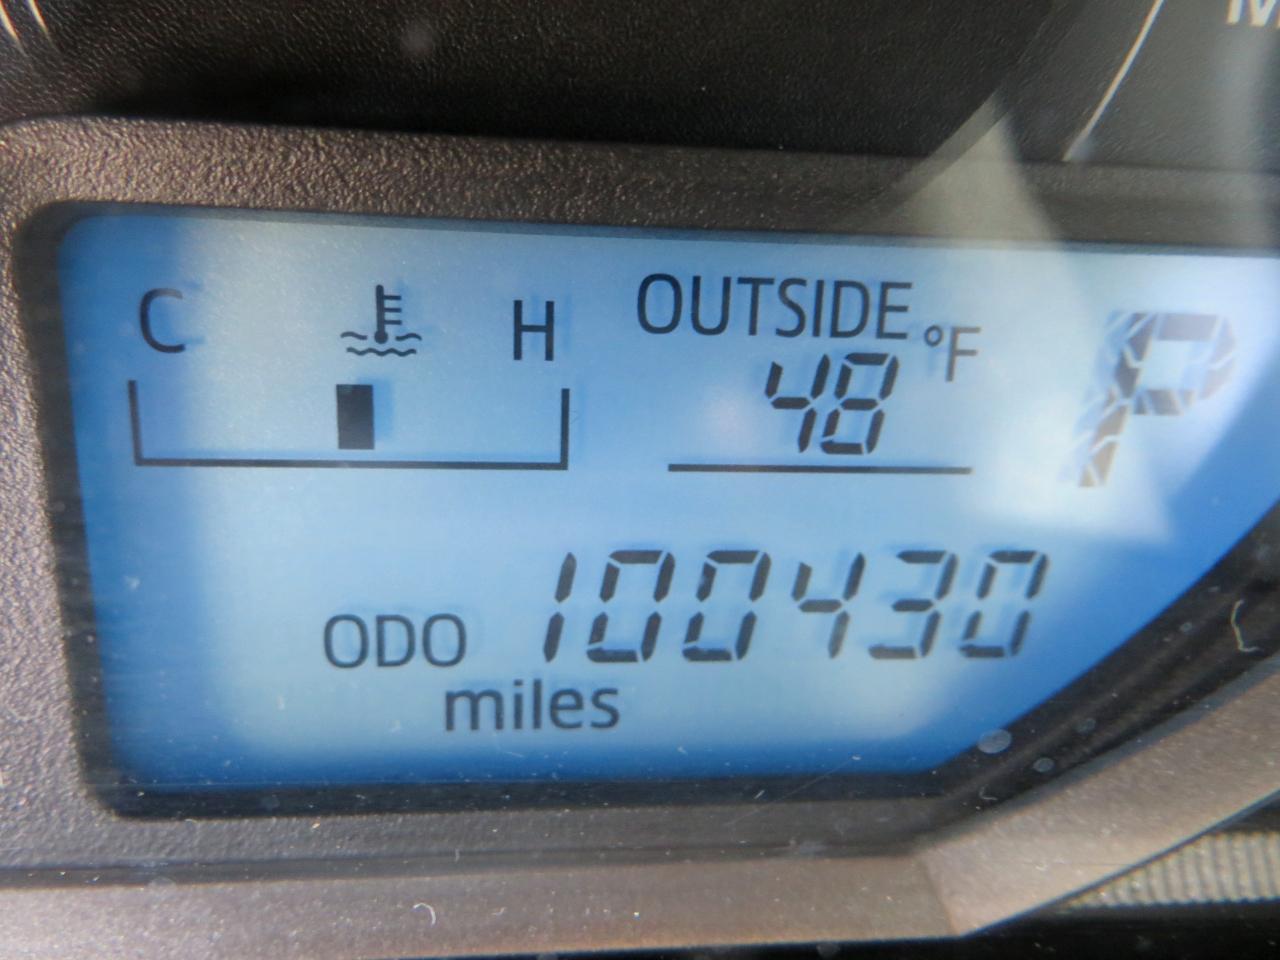 C H
OUTSIDE
48 °F
P
ODO 100430
miles